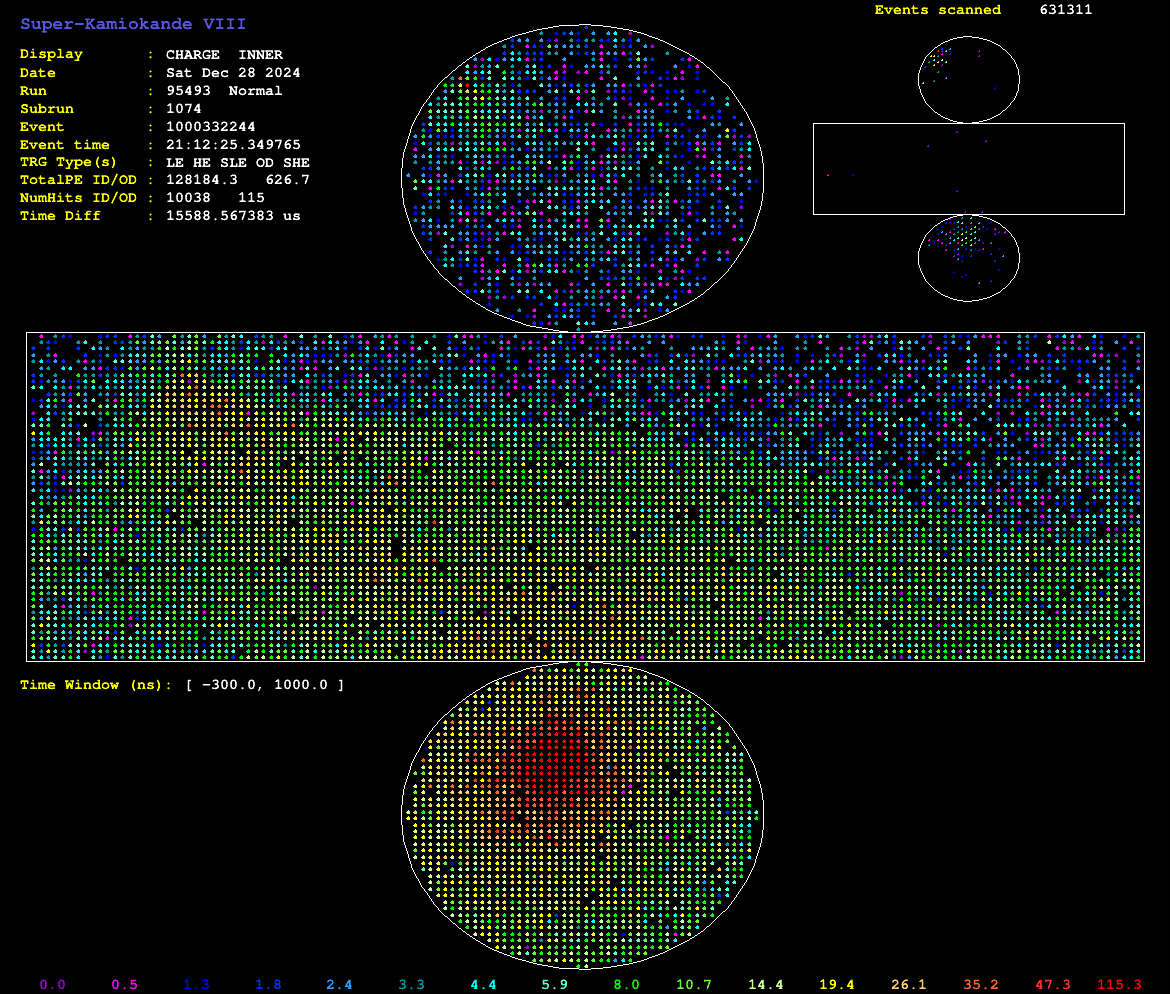 Super-Kamiokande VIII
Display : CHARGE INNER
Date : Sat Dec 28 2024
Run : 95493 Normal
Subrun : 1074
Event : 1000332244
Event time : 21:12:25.349765
TRG Type(s) : LE HE SLE OD SHE
TotalPE ID/OD : 128184.3 626.7
NumHits ID/OD : 10038 115
Time Diff : 15588.567383 us
Events scanned 631311
Time Window (ns): [ −300.0, 1000.0 ]
0.0 0.5 1.3 1.8 2.4 3.3 4.4 5.9 8.0 10.7 14.4 19.4 26.1 35.2 47.3 115.3